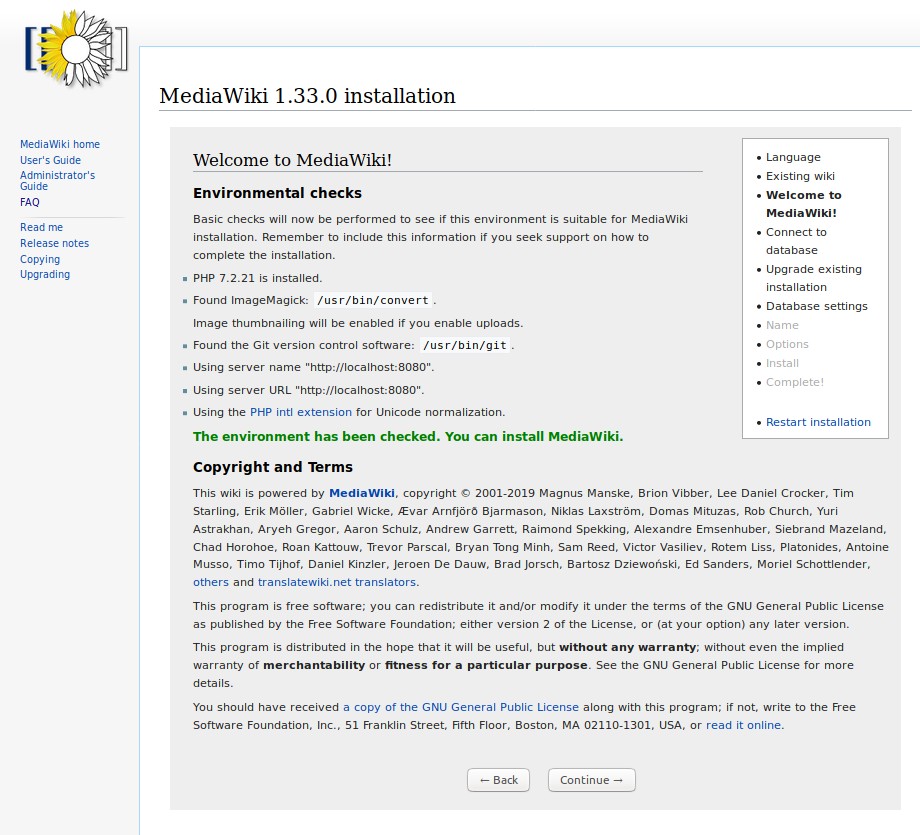 MediaWiki home
User's Guide
Administrator's
Guide
FAQ
Read me
Release notes
Copying
Upgrading
MediaWiki 1.33.0 installation
Welcome to MediaWiki!
Environmental checks
Basic checks will now be performed to see if this environment is suitable for MediaWiki
installation. Remember to include this information if you seek support on how to
complete the installation.
PHP 7.2.21 is installed.
Found ImageMagick: /usr/bin/convert.
Image thumbnailing will be enabled if you enable uploads.
Found the Git version control software: /usr/bin/git.
Using server name "http://localhost:8080".
Using server URL "http://localhost:8080".
Using the PHP intl extension for Unicode normalization.
The environment has been checked. You can install MediaWiki.
Copyright and Terms
This wiki is powered by MediaWiki, copyright © 2001-2019 Magnus Manske, Brion Vibber, Lee Daniel Crocker, Tim
Starling, Erik Möller, Gabriel Wicke, Ævar Arnfjörð Bjarmason, Niklas Laxström, Domas Mituzas, Rob Church, Yuri
Astrakhan, Aryeh Gregor, Aaron Schulz, Andrew Garrett, Raimond Spekking, Alexandre Emsenhuber, Siebrand Mazeland,
Chad Horohoe, Roan Kattouw, Trevor Parscal, Bryan Tong Minh, Sam Reed, Victor Vasiliev, Rotem Liss, Platonides, Antoine
Musso, Timo Tijhof, Daniel Kinzler, Jeroen De Dauw, Brad Jorsch, Bartosz Dziewoński, Ed Sanders, Moriel Schottlender,
others and translatewiki.net translators.
This program is free software; you can redistribute it and/or modify it under the terms of the GNU General Public License
as published by the Free Software Foundation; either version 2 of the License, or (at your option) any later version.
This program is distributed in the hope that it will be useful, but without any warranty; without even the implied
warranty of merchantability or fitness for a particular purpose. See the GNU General Public License for more
details.
You should have received a copy of the GNU General Public License along with this program; if not, write to the Free
Software Foundation, Inc., 51 Franklin Street, Fifth Floor, Boston, MA 02110-1301, USA, or read it online.
← Back
Continue →
Language
Existing wiki
Welcome to
MediaWiki!
Connect to
database
Upgrade existing
installation
Database settings
Name
Options
Install
Complete!
Restart installation